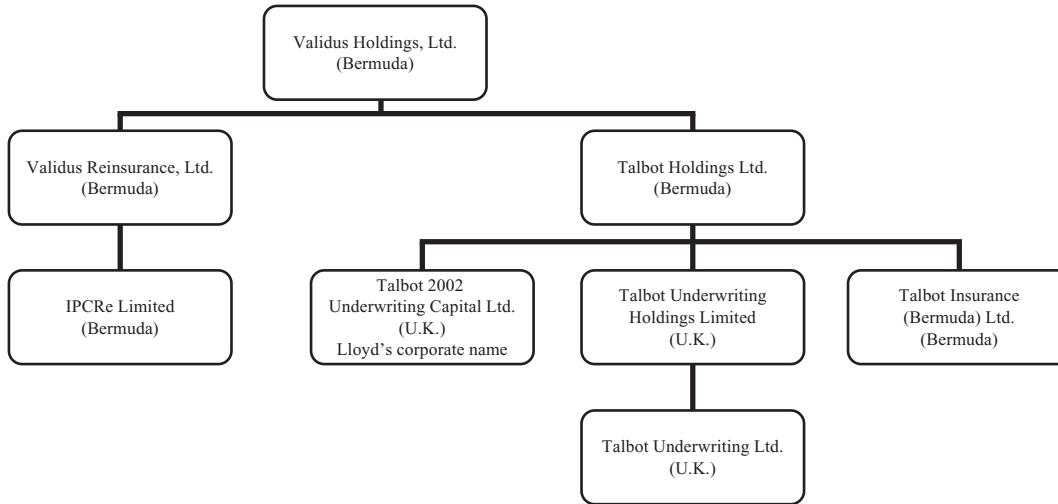 Validus Holdings, Ltd.
(Bermuda)
Validus Reinsurance, Ltd.
(Bermuda)
Talbot Holdings Ltd.
(Bermuda)
IPCRe Limited
(Bermuda)
Talbot 2002
Underwriting Capital Ltd.
(U.K.)
Lloyd’s corporate name
Talbot Underwriting
Holdings Limited
(U.K.)
Talbot Insurance
(Bermuda) Ltd.
(Bermuda)
Talbot Underwriting Ltd.
(U.K.)